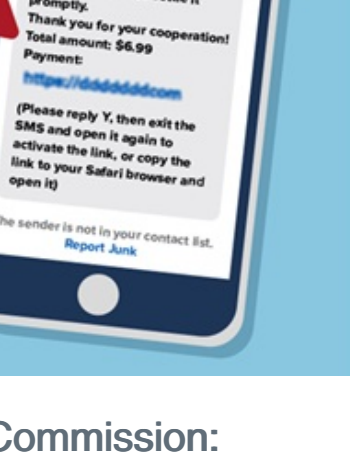 promptly.
Thank you for your cooperation!
Total amount: $6.99
Payment:
(Please reply Y, then exit the
SMS and open it again to
activate the link, or copy the
link to your Safari browser and
open it)
he sender is not in your contact list.
Report Junk
Commission: